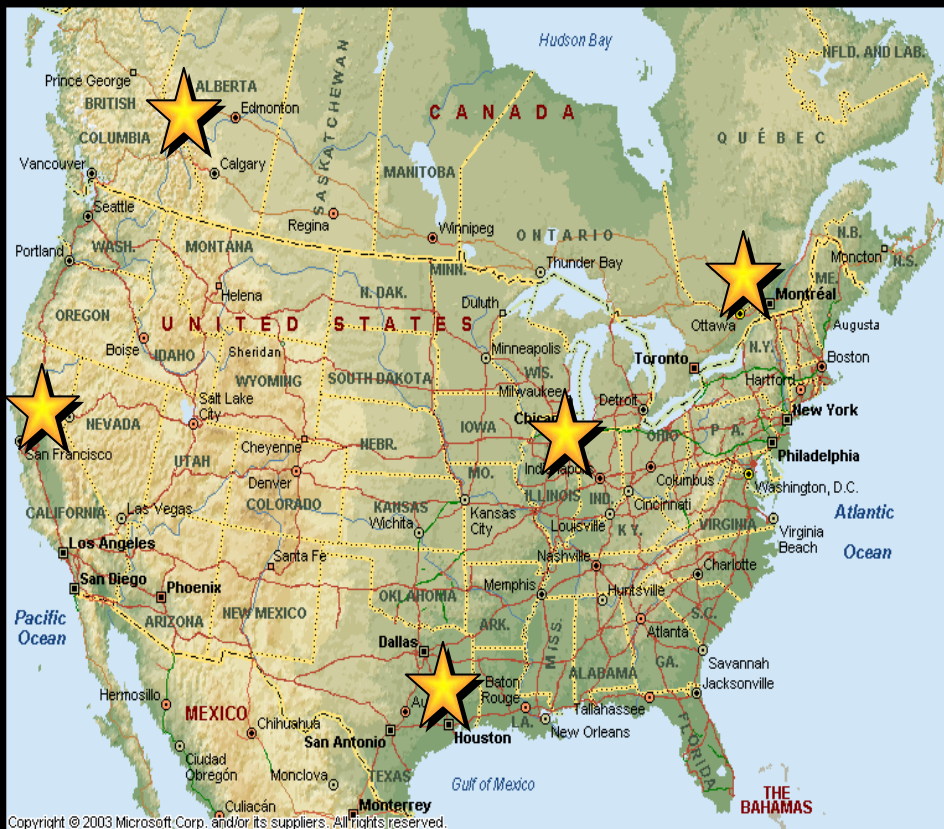 Hudson Bay
NFLD. AND LAB.
Prince George
ALBERTA
BRITISH
COLUMBIA
Edmonton
SASKATCHEWAN
CANADA
QUÉBEC
Vancouver
Calgary
MANITOBA
Seattle
Regina
Winnipeg
ONTARIO
N.B.
Moncton
N.S.
Portland
WASH.
MONTANA
MINN.
Thunder Bay
ME.
Helena
N. DAK.
Duluth
Montréal
OREGON
UNITED STATES
Ottawa
Augusta
Boise
IDAHO
Sheridan
Minneapolis
Toronto
N.Y.
Boston
WYOMING
SOUTH DAKOTA
WIS.
Milwaukee
Detroit
Hartford
Salt Lake
City
NEVADA
Chica
New York
IOWA
OHIO
P A.
San Francisco
UTAH
Cheyenne
NEBR.
Philadelphia
Denver
MO.
Indianapolis
Columbus
Washington, D.C.
COLORADO
ILLINOIS
IND.
Cincinnati
CALIFORNIA
Las Vegas
KANSAS
Wichita
Kansas
City
Louisville
KY.
VIRGINIA
Virginia
Beach
Atlantic
Ocean
Los Angeles
Santa Fe
Nashville
Charlotte
San Diego
Phoenix
OKLAHOMA
Memphis
Huntsville
Pacific
Ocean
ARIZONA
NEW MEXICO
ARK.
MISS.
S.C.
Atlanta
Dallas
ALABAMA
GA.
Savannah
Hermosillo
Baton
Rouge
Jacksonville
MEXICO
Chihuahua
Au
LA.
Tallahassee
San Antonio
Houston
New Orleans
FLORIDA
Ciudad
Obregón
Monclova
TEXAS
Gulf of Mexico
THE
BAHAMAS
Culiacán
Monterrey
Copyright © 2003 Microsoft Corp. and/or its suppliers. All rights reserved.